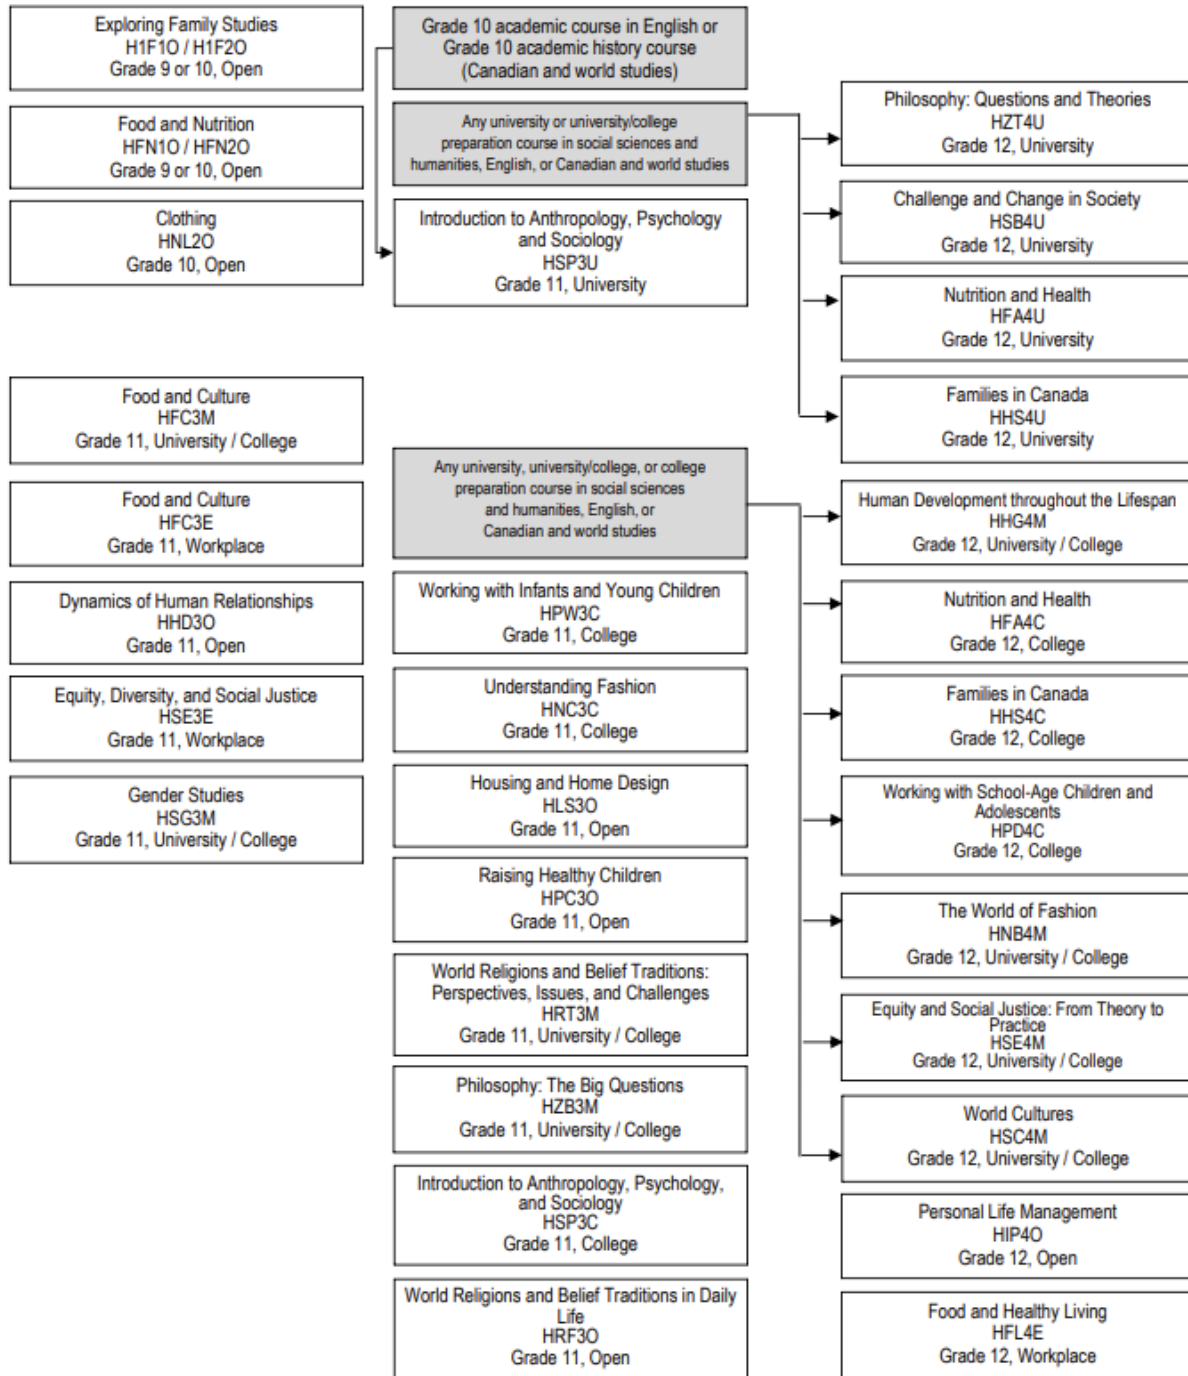 Exploring Family Studies
H1F1O / H1F2O
Grade 9 or 10, Open
Food and Nutrition
HFN1O / HFN2O
Grade 9 or 10, Open
Clothing
HNL2O
Grade 10, Open
Food and Culture
HFC3M
Grade 11, University / College
Food and Culture
HFC3E
Grade 11, Workplace
Dynamics of Human Relationships
HHD3O
Grade 11, Open
Equity, Diversity, and Social Justice
HSE3E
Grade 11, Workplace
Gender Studies
HSG3M
Grade 11, University / College
Grade 10 academic course in English or
Grade 10 academic history course
(Canadian and world studies)
Any university or university/college
preparation course in social sciences and
humanities, English, or Canadian and world studies
Introduction to Anthropology, Psychology
and Sociology
HSP3U
Grade 11, University
Any university, university/college, or college
preparation course in social sciences
and humanities, English, or
Canadian and world studies
Working with Infants and Young Children
HPW3C
Grade 11, College
Understanding Fashion
HNC3C
Grade 11, College
Housing and Home Design
HLS3O
Grade 11, Open
Raising Healthy Children
HPC3O
Grade 11, Open
World Religions and Belief Traditions:
Perspectives, Issues, and Challenges
HRT3M
Grade 11, University / College
Philosophy: The Big Questions
HZB3M
Grade 11, University / College
Introduction to Anthropology, Psychology,
and Sociology
HSP3C
Grade 11, College
World Religions and Belief Traditions in Daily
Life
HRF3O
Grade 11, Open
Philosophy: Questions and Theories
HZT4U
Grade 12, University
Challenge and Change in Society
HSB4U
Grade 12, University
Nutrition and Health
HFA4U
Grade 12, University
Families in Canada
HHS4U
Grade 12, University
Human Development throughout the Lifespan
HHG4M
Grade 12, University / College
Nutrition and Health
HFA4C
Grade 12, College
Families in Canada
HHS4C
Grade 12, College
Working with School-Age Children and
Adolescents
HPD4C
Grade 12, College
The World of Fashion
HNB4M
Grade 12, University / College
Equity and Social Justice: From Theory to
Practice
HSE4M
Grade 12, University / College
World Cultures
HSC4M
Grade 12, University / College
Personal Life Management
HIP4O
Grade 12, Open
Food and Healthy Living
HFL4E
Grade 12, Workplace